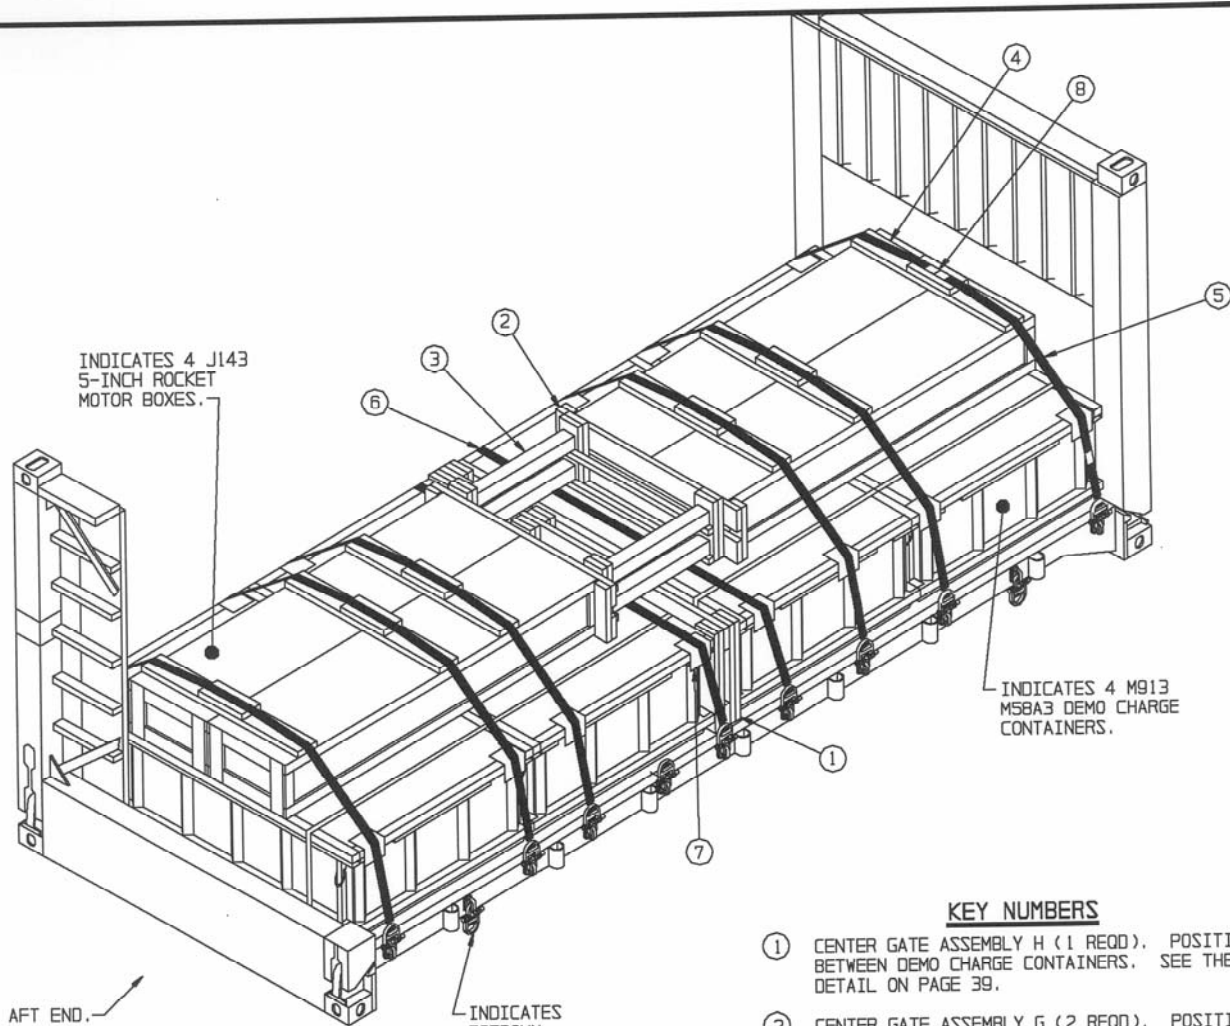 4
8
5
2
3
6
INDICATES 4 J143
5-INCH ROCKET
MOTOR BOXES.
INDICATES 4 M913
M58A3 DEMO CHARGE
CONTAINERS.
1
7
AFT END.
INDICATES
KEY NUMBERS
1 CENTER GATE ASSEMBLY H (1 REQD). POSITI
BETWEEN DEMO CHARGE CONTAINERS. SEE THE
DETAIL ON PAGE 39.
2 CENTER GATE ASSEMBLY G (2 REQD). POSITI